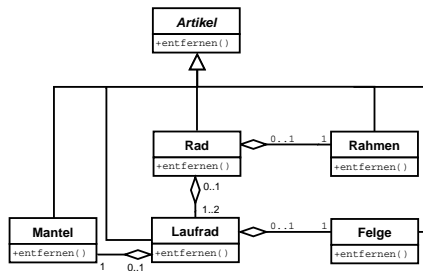 Artikel
+entfernen()
Rad
+entfernen()
0..1
1
Rahmen
+entfernen()
0..1
1..2
Mantel
+entfernen()
1
0..1
Laufrad
+entfernen()
0..1
1
Felge
+entfernen()